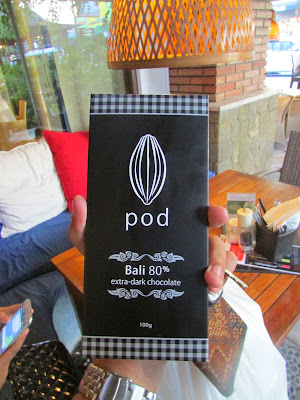 pod
Bali 80%
extra-dark chocolate
100g